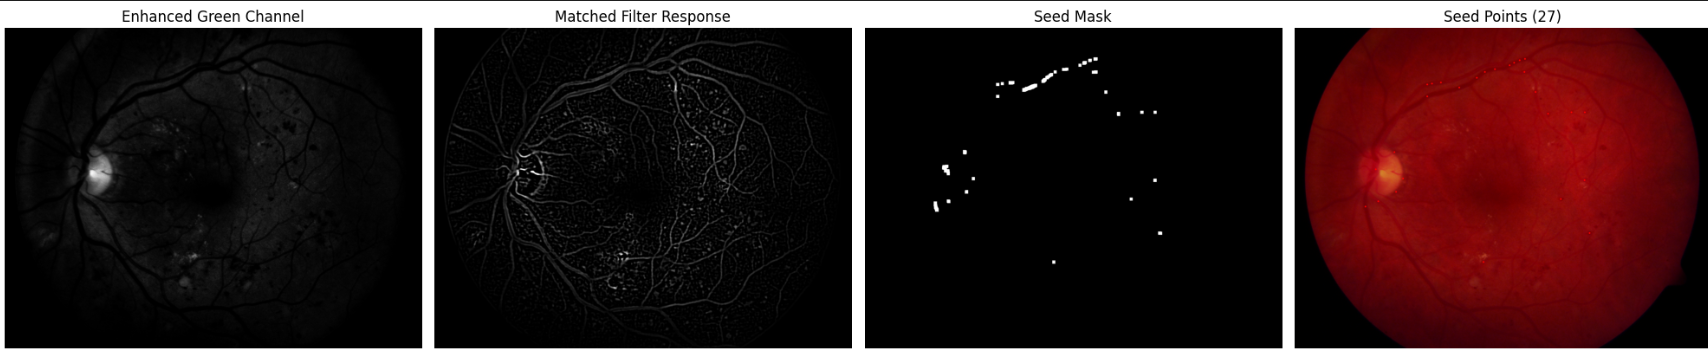 Enhanced Green Channel
Matched Filter Response
Seed Mask
Seed Points (27)